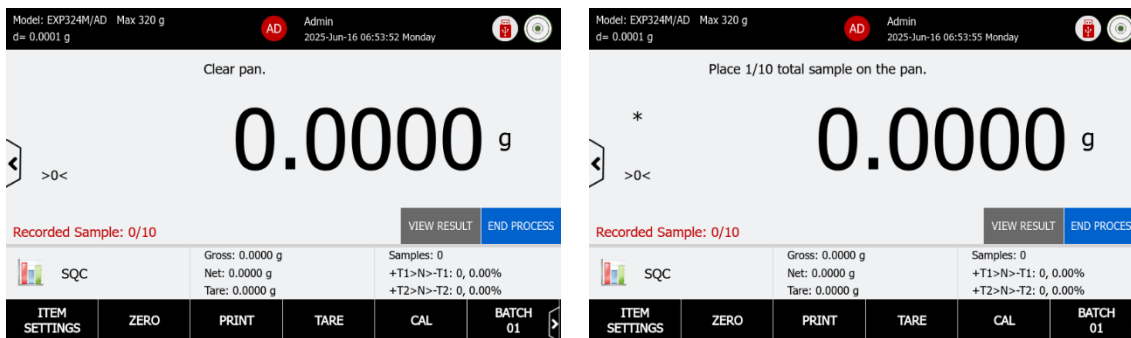 Model: EXP324M/AD Max 320 g
d= 0.0001 g
AD
Admin
2025-Jun-16 06:53:52 Monday
Clear pan.
0.0000 g
>0<
Recorded Sample: 0/10
VIEW RESULT
END PROCESS
SQC
Gross: 0.0000 g
Net: 0.0000 g
Tare: 0.0000 g
Samples: 0
+T1>N>-T1: 0, 0.00%
+T2>N>-T2: 0, 0.00%
ITEM
SETTINGS
ZERO
PRINT
TARE
CAL
BATCH
01
Model: EXP324M/AD Max 320 g
d= 0.0001 g
AD
Admin
2025-Jun-16 06:53:55 Monday
Place 1/10 total sample on the pan.
*
0.0000 g
>0<
Recorded Sample: 0/10
VIEW RESULT
END PROCES
SQC
Gross: 0.0000 g
Net: 0.0000 g
Tare: 0.0000 g
Samples: 0
+T1>N>-T1: 0, 0.00%
+T2>N>-T2: 0, 0.00%
ITEM
SETTINGS
ZERO
PRINT
TARE
CAL
BATCH
01